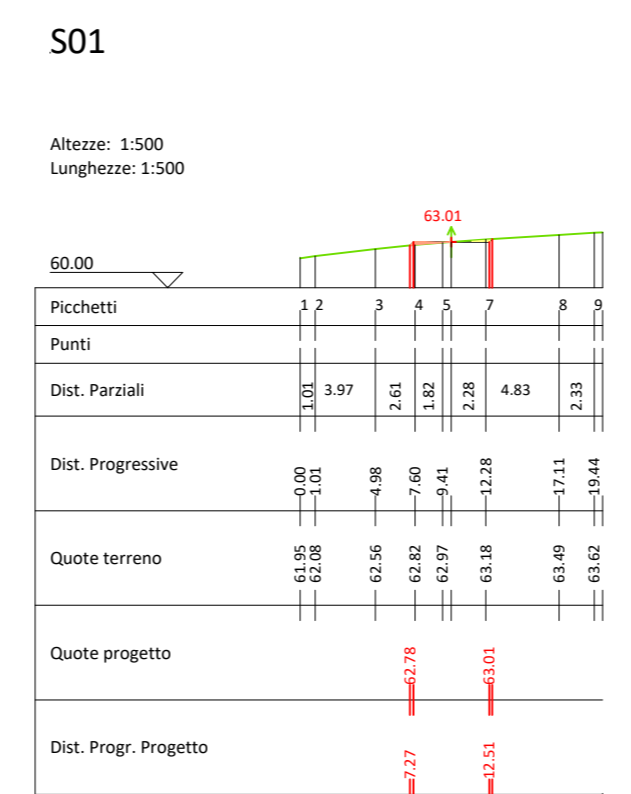 S01
Altezze: 1:500
Lunghezze: 1:500
63.01
60.00
Picchetti 1 2 3 4 5 7 8 9
Punti
Dist. Parziali 1.01 3.97 2.61 1.82 2.28 4.83 2.33
Dist. Progressive 0.00 1.01 4.98 7.60 9.41 12.28 17.11 19.44
Quote terreno 61.95 62.08 62.56 62.82 62.97 63.18 63.49 63.62
Quote progetto 62.78 63.01
Dist. Progr. Progetto 7.27 12.51